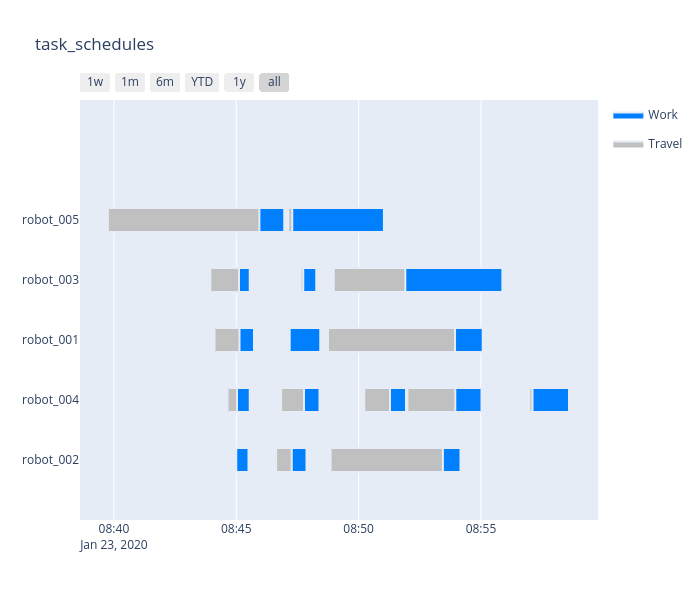 task_schedules
1w 1m 6m YTD 1y all
Work
Travel
robot_005
robot_003
robot_001
robot_004
robot_002
08:40 08:45 08:50 08:55
Jan 23, 2020